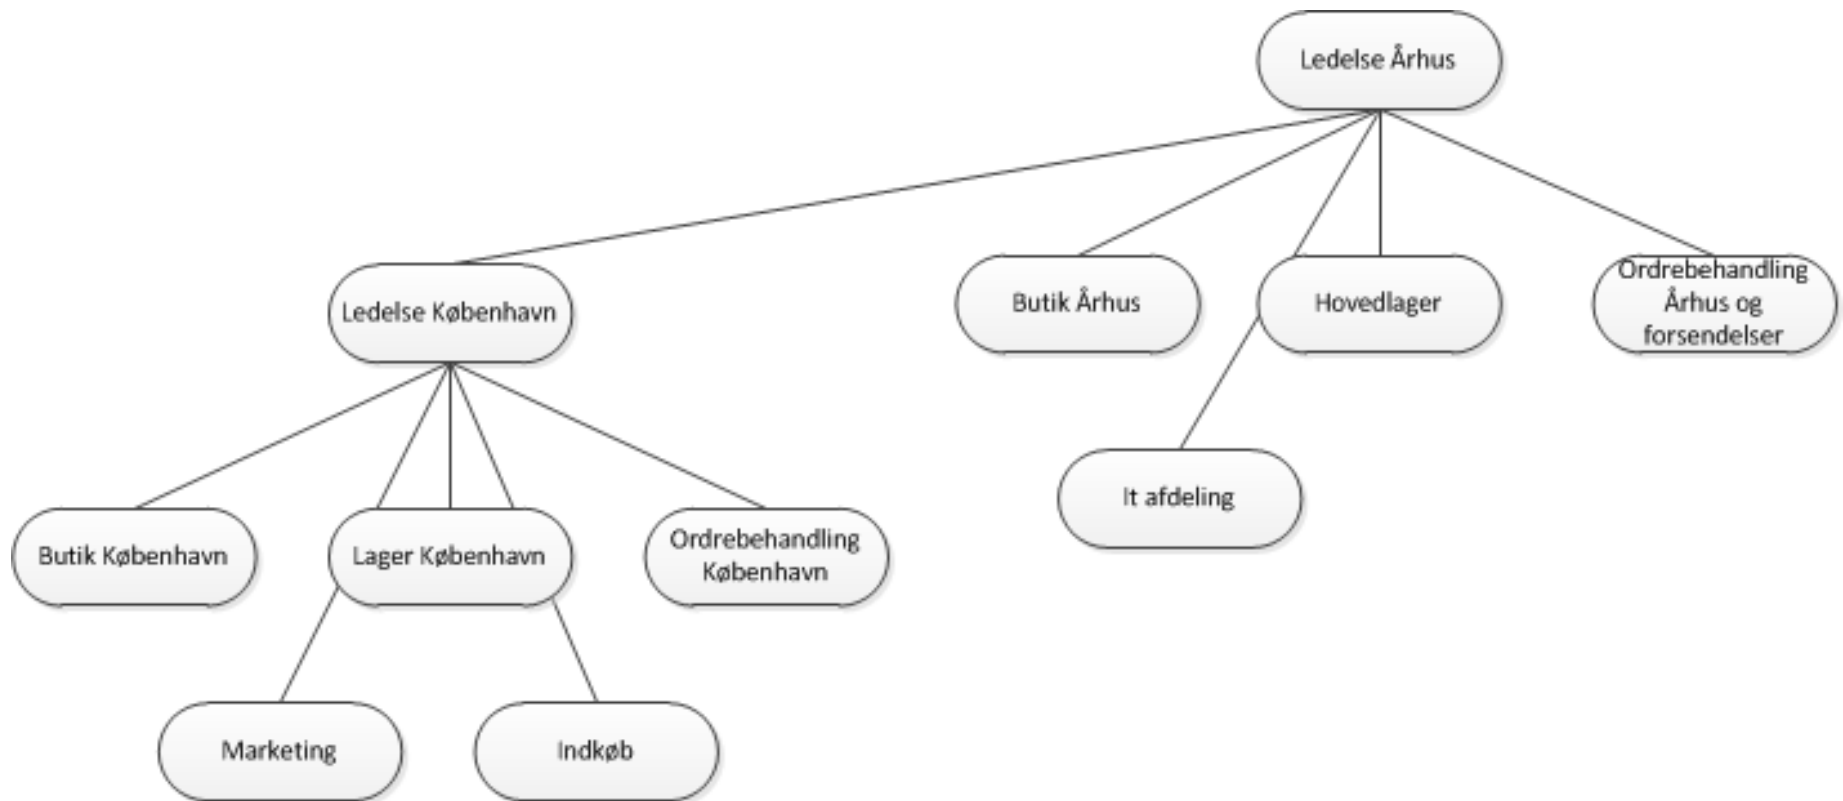 Ledelse Århus
Ledelse København
Butik Århus
Hovedlager
Ordrebehandling
Århus og
forsendelser
It afdeling
Butik København
Lager København
Ordrebehandling
København
Marketing
Indkøb